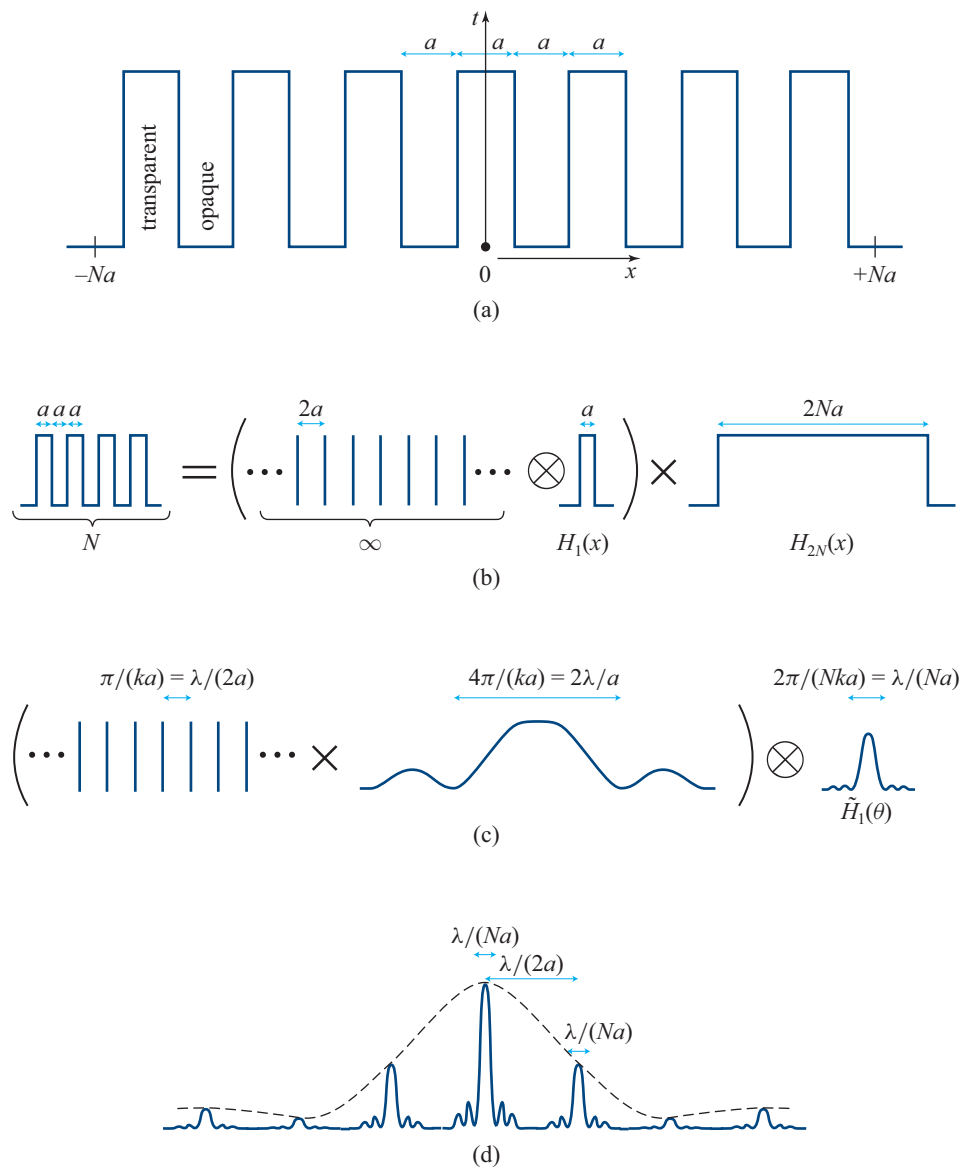 t
a a a a
transparent
opaque
–Na 0 x +Na
(a)
a a a 2a a 2Na
= ( ··· ··· ⊗ ) ×
N ∞ H₁(x) H₂N(x)
(b)
π/(ka) = λ/(2a) 4π/(ka) = 2λ/a 2π/(Nka) = λ/(Na)
( ··· ··· × ) ⊗
H̃₁(θ)
(c)
λ/(Na)
λ/(2a)
λ/(Na)
(d)